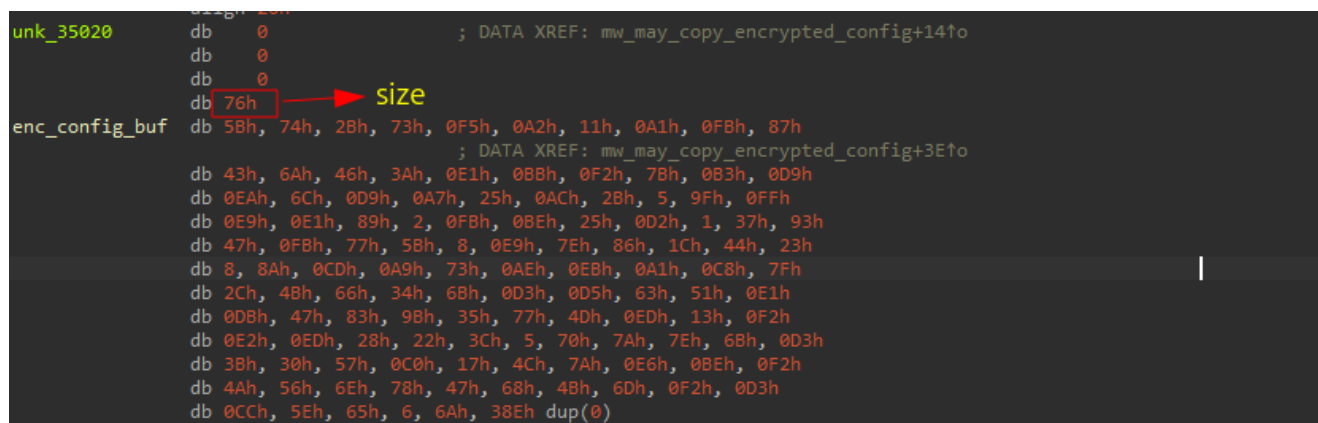 align 20h
unk_35020 db 0 ; DATA XREF: mw_may_copy_encrypted_config+14↑o
db 0
db 0
db 76h size
enc_config_buf db 5Bh, 74h, 2Bh, 73h, 0F5h, 0A2h, 11h, 0A1h, 0FBh, 87h
; DATA XREF: mw_may_copy_encrypted_config+3E↑o
db 43h, 6Ah, 46h, 3Ah, 0E1h, 0BBh, 0F2h, 7Bh, 0B3h, 0D9h
db 0EAh, 6Ch, 0D9h, 0A7h, 25h, 0ACh, 2Bh, 5, 9Fh, 0FFh
db 0E9h, 0E1h, 89h, 2, 0FBh, 0BEh, 25h, 0D2h, 1, 37h, 93h
db 47h, 0FBh, 77h, 5Bh, 8, 0E9h, 7Eh, 86h, 1Ch, 44h, 23h
db 8, 8Ah, 0CDh, 0A9h, 73h, 0AEh, 0EBh, 0A1h, 0C8h, 7Fh
db 2Ch, 4Bh, 66h, 34h, 6Bh, 0D3h, 0D5h, 63h, 51h, 0E1h
db 0DBh, 47h, 83h, 9Bh, 35h, 77h, 4Dh, 0EDh, 13h, 0F2h
db 0E2h, 0EDh, 28h, 22h, 3Ch, 5, 70h, 7Ah, 7Eh, 6Bh, 0D3h
db 3Bh, 30h, 57h, 0C0h, 17h, 4Ch, 7Ah, 0E6h, 0BEh, 0F2h
db 4Ah, 56h, 6Eh, 78h, 47h, 68h, 4Bh, 6Dh, 0F2h, 0D3h
db 0CCh, 5Eh, 65h, 6, 6Ah, 38Eh dup(0)